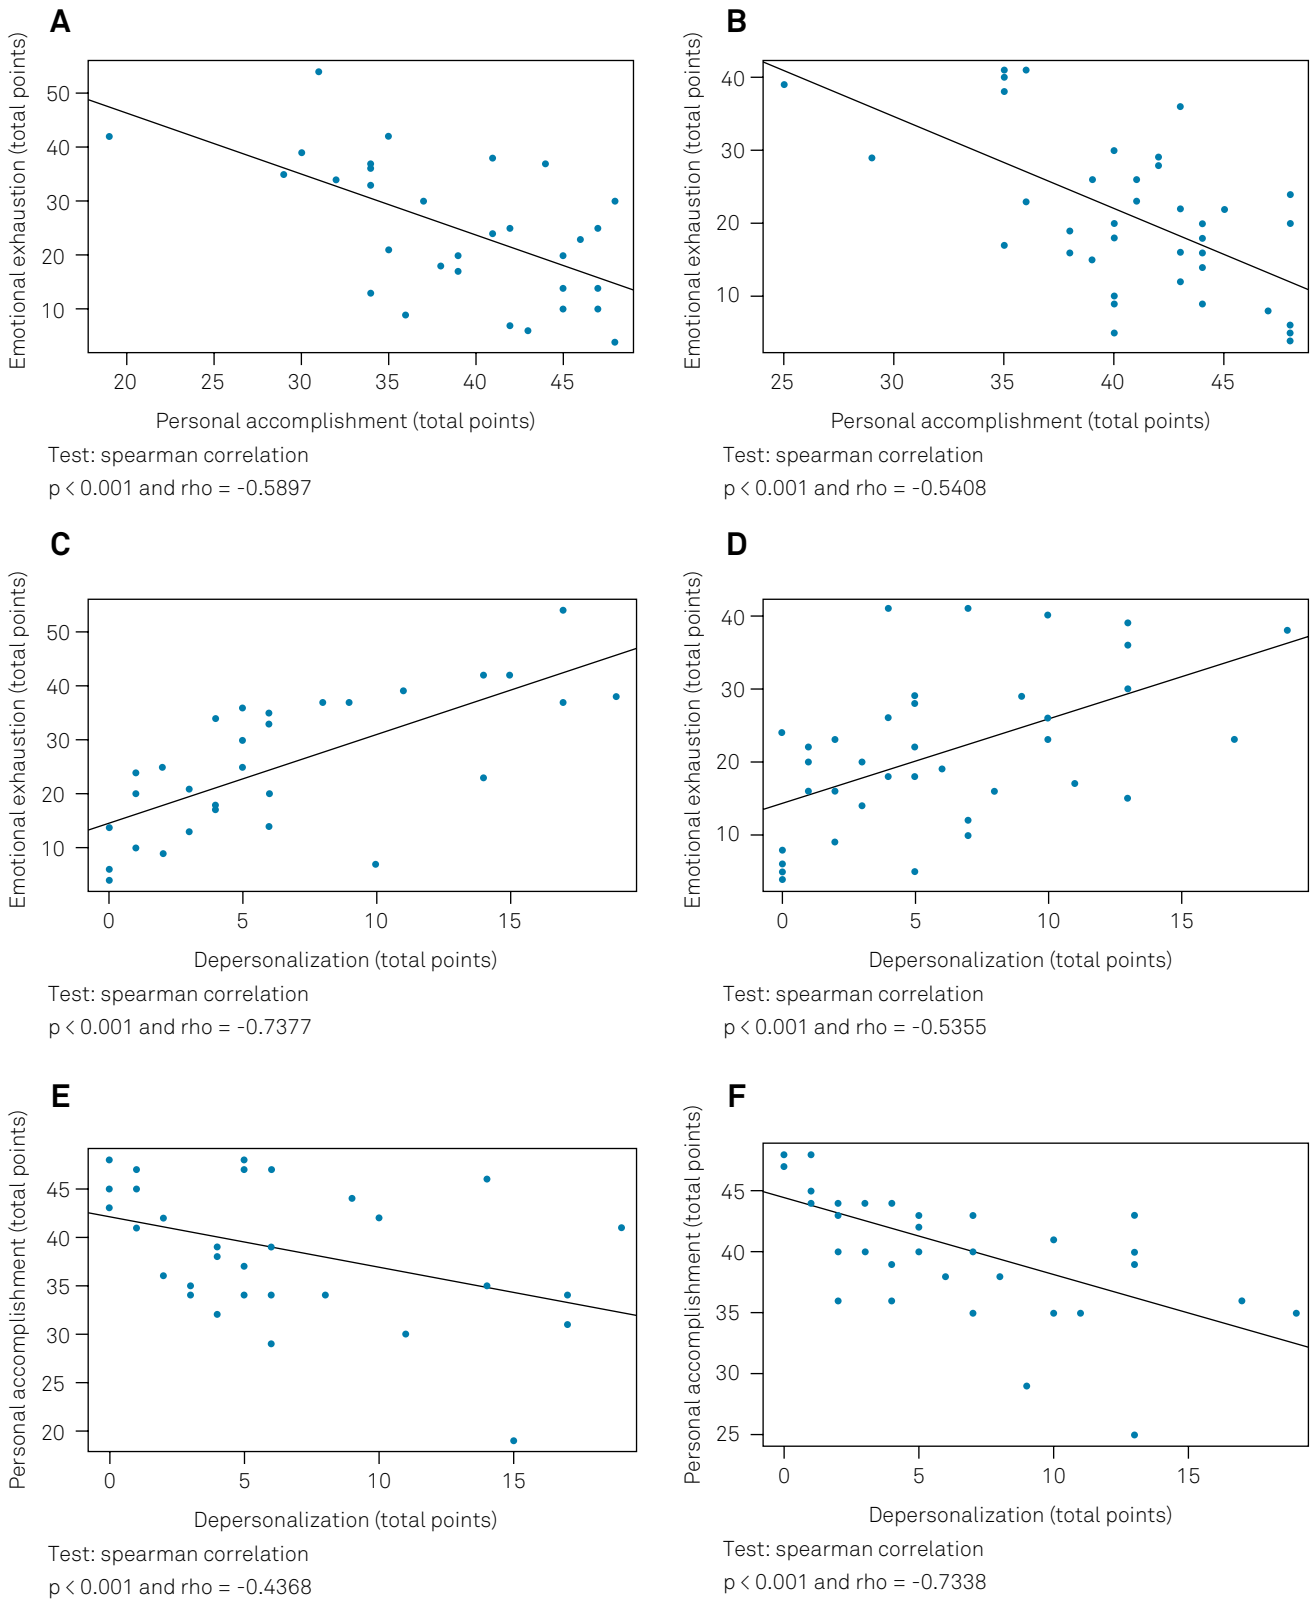 A
Emotional exhaustion (total points)
50
40
30
20
10
20 25 30 35 40 45
Personal accomplishment (total points)
Test: spearman correlation
p < 0.001 and rho = -0.5897
B
Emotional exhaustion (total points)
40
30
20
10
25 30 35 40 45
Personal accomplishment (total points)
Test: spearman correlation
p < 0.001 and rho = -0.5408
C
Emotional exhaustion (total points)
50
40
30
20
10
0 5 10 15
Depersonalization (total points)
Test: spearman correlation
p < 0.001 and rho = -0.7377
D
Emotional exhaustion (total points)
40
30
20
10
0 5 10 15
Depersonalization (total points)
Test: spearman correlation
p < 0.001 and rho = -0.5355
E
Personal accomplishment (total points)
45
40
35
30
25
20
0 5 10 15
Depersonalization (total points)
Test: spearman correlation
p < 0.001 and rho = -0.4368
F
Personal accomplishment (total points)
45
40
35
30
25
0 5 10 15
Depersonalization (total points)
Test: spearman correlation
p < 0.001 and rho = -0.7338